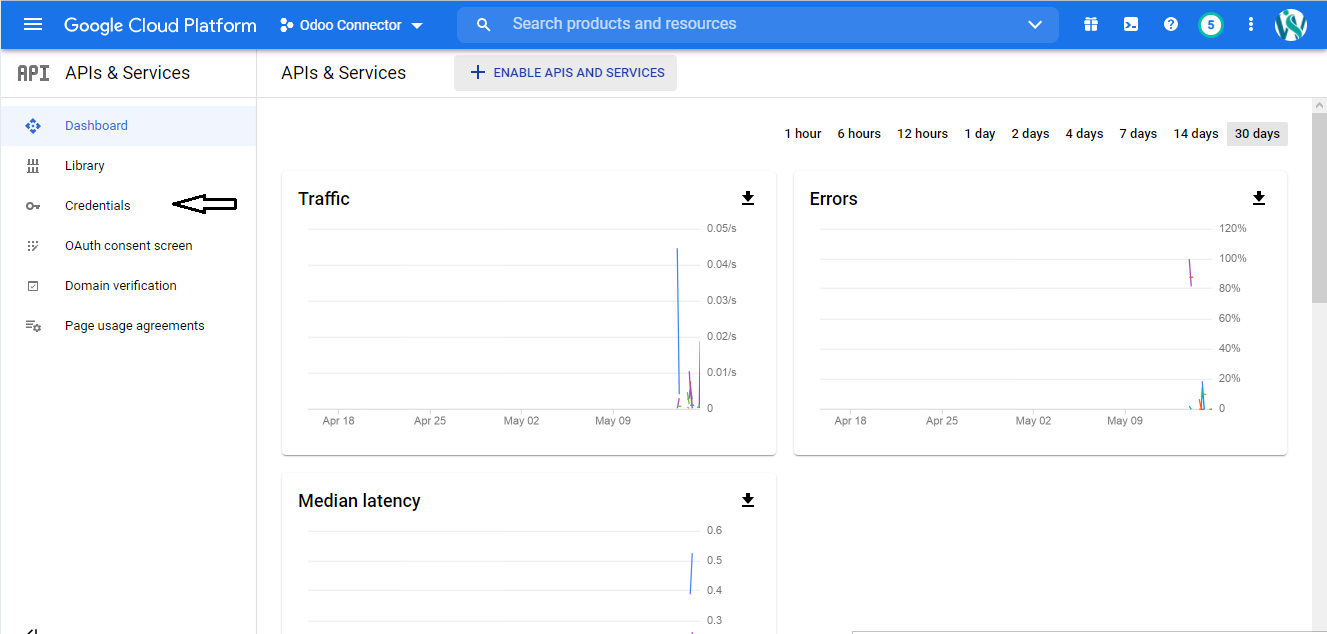 Google Cloud Platform Odoo Connector Search products and resources 5
API APIs & Services
APIs & Services ENABLE APIS AND SERVICES
Dashboard
Library
Credentials
OAuth consent screen
Domain verification
Page usage agreements
1 hour 6 hours 12 hours 1 day 2 days 4 days 7 days 14 days 30 days
Traffic
0.05/s
0.04/s
0.03/s
0.02/s
0.01/s
0
Apr 18 Apr 25 May 02 May 09
Errors
120%
100%
80%
60%
40%
20%
0
Apr 18 Apr 25 May 02 May 09
Median latency
0.6
0.5
0.4
0.3